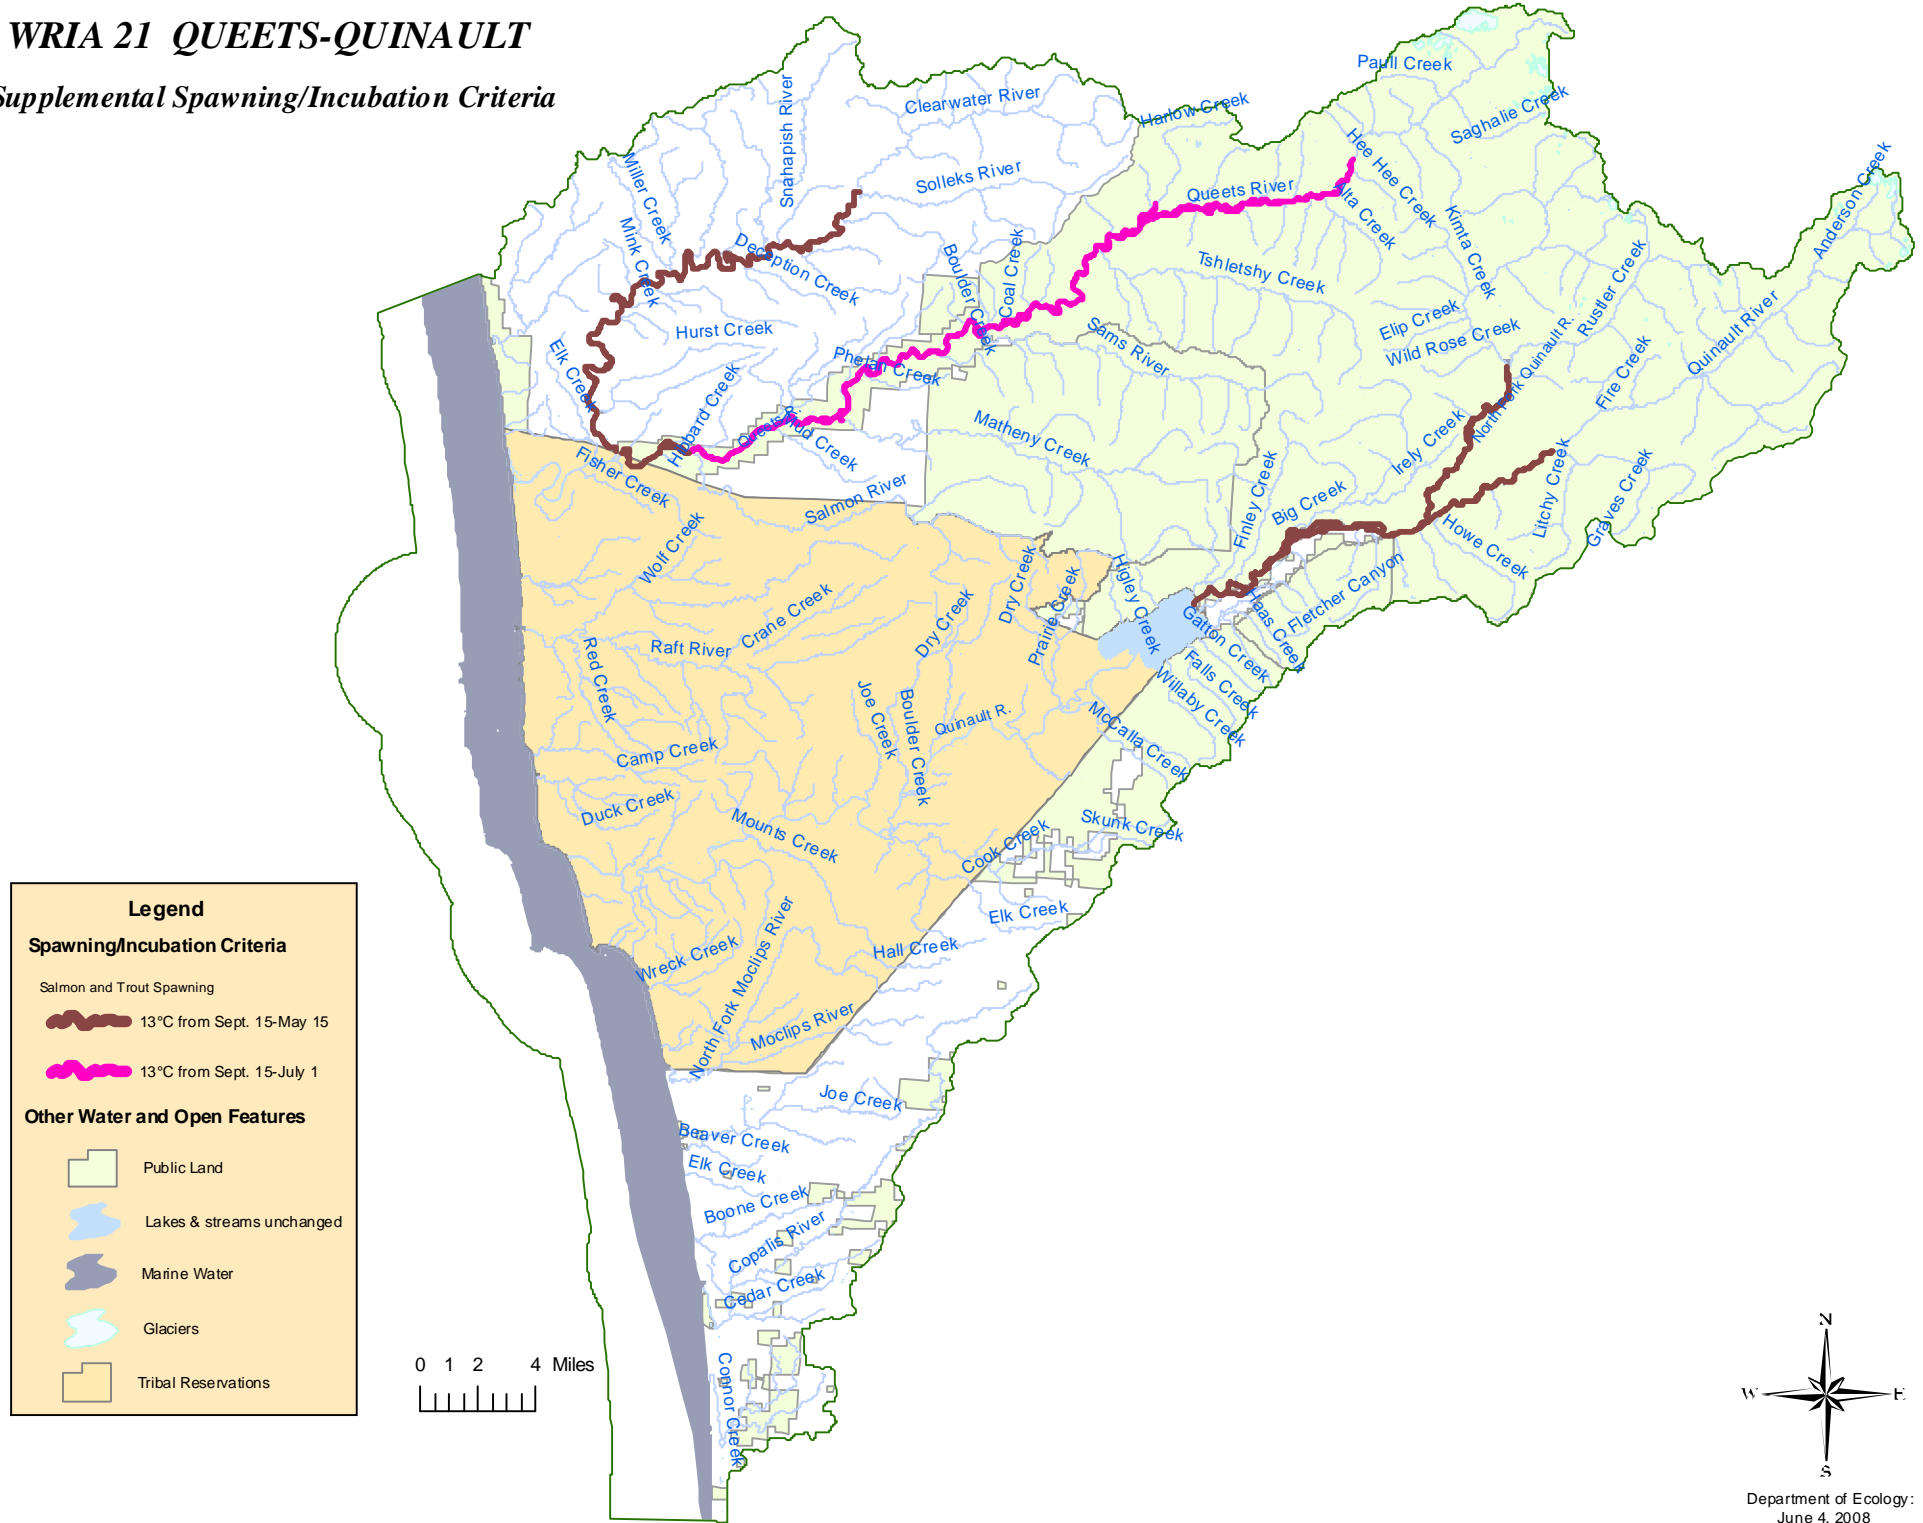 WRIA 21 QUEETS-QUINAULT
Supplemental Spawning/Incubation Criteria
Paull Creek
Clearwater River
Harlow Creek
Saghalie Creek
Snahapish River
Hee Hee Creek
Miller Creek
Solleks River
Queets River
Alta Creek
Anderson Creek
Mink Creek
Deception Creek
Boulder Creek
Coal Creek
Tshletshy Creek
Kimta Creek
Rustler Creek
Hurst Creek
Elip Creek
Wild Rose Creek
Quinault River
Elk Creek
Phelan Creek
Sams River
North Fork Quinault R.
Fire Creek
Hibbard Creek
Queets R.
Mud Creek
Matheny Creek
Irely Creek
Fisher Creek
Salmon River
Finley Creek
Big Creek
Litchy Creek
Graves Creek
Howe Creek
Wolf Creek
Crane Creek
Dry Creek
Dry Creek
Prairie Creek
Higley Creek
Fletcher Canyon
Haas Creek
Gatton Creek
Raft River
Red Creek
Falls Creek
Willaby Creek
Joe Creek
Boulder Creek
Quinault R.
McCalla Creek
Camp Creek
Duck Creek
Mounts Creek
Cook Creek
Skunk Creek
Elk Creek
Wreck Creek
North Fork Moclips River
Hall Creek
Moclips River
Joe Creek
Beaver Creek
Elk Creek
Boone Creek
Copalis River
Cedar Creek
Connor Creek
Legend
Spawning/Incubation Criteria
Salmon and Trout Spawning
13°C from Sept. 15-May 15
13°C from Sept. 15-July 1
Other Water and Open Features
Public Land
Lakes & streams unchanged
Marine Water
Glaciers
Tribal Reservations
0 1 2 4 Miles
N
W E
S
Department of Ecology:
June 4, 2008